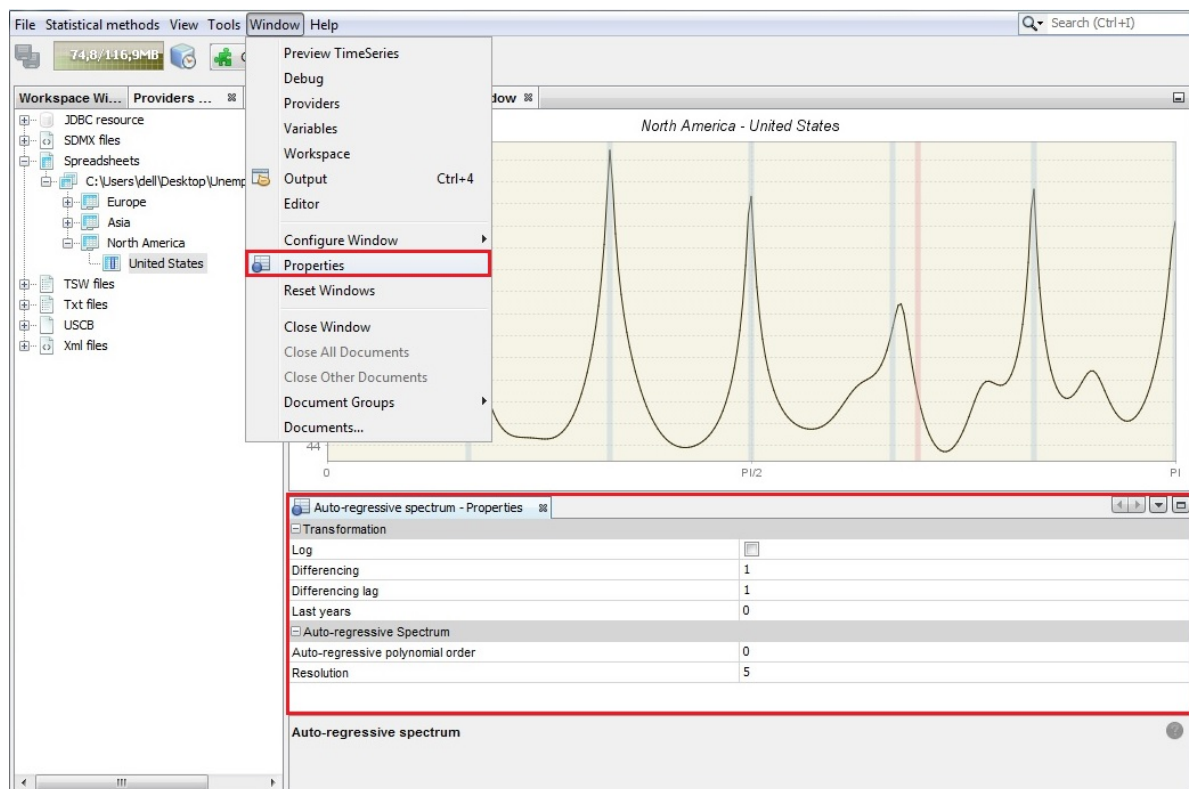 File Statistical methods View Tools Window Help
Search (Ctrl+I)
74,8/116,9MB
Workspace Wi... Providers ...
JDBC resource
SDMX files
Spreadsheets
C:\Users\dell\Desktop\Unemp
Europe
Asia
North America
United States
TSW files
Txt files
USCB
Xml files
Preview TimeSeries
Debug
Providers
Variables
Workspace
Output Ctrl+4
Editor
Configure Window
Properties
Reset Windows
Close Window
Close All Documents
Close Other Documents
Document Groups
Documents...
North America - United States
44
0 PI/2 PI
Auto-regressive spectrum - Properties
Transformation
Log
Differencing 1
Differencing lag 1
Last years 0
Auto-regressive Spectrum
Auto-regressive polynomial order 0
Resolution 5
Auto-regressive spectrum